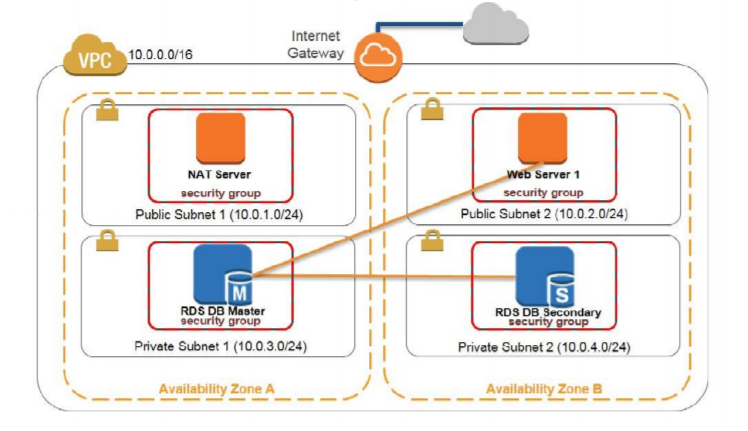 Internet
Gateway
VPC
10.0.0.0/16
NAT Server
security group
Public Subnet 1 (10.0.1.0/24)
Web Server 1
security group
Public Subnet 2 (10.0.2.0/24)
M
RDS DB Master
security group
Private Subnet 1 (10.0.3.0/24)
S
RDS DB Secondary
security group
Private Subnet 2 (10.0.4.0/24)
Availability Zone A
Availability Zone B